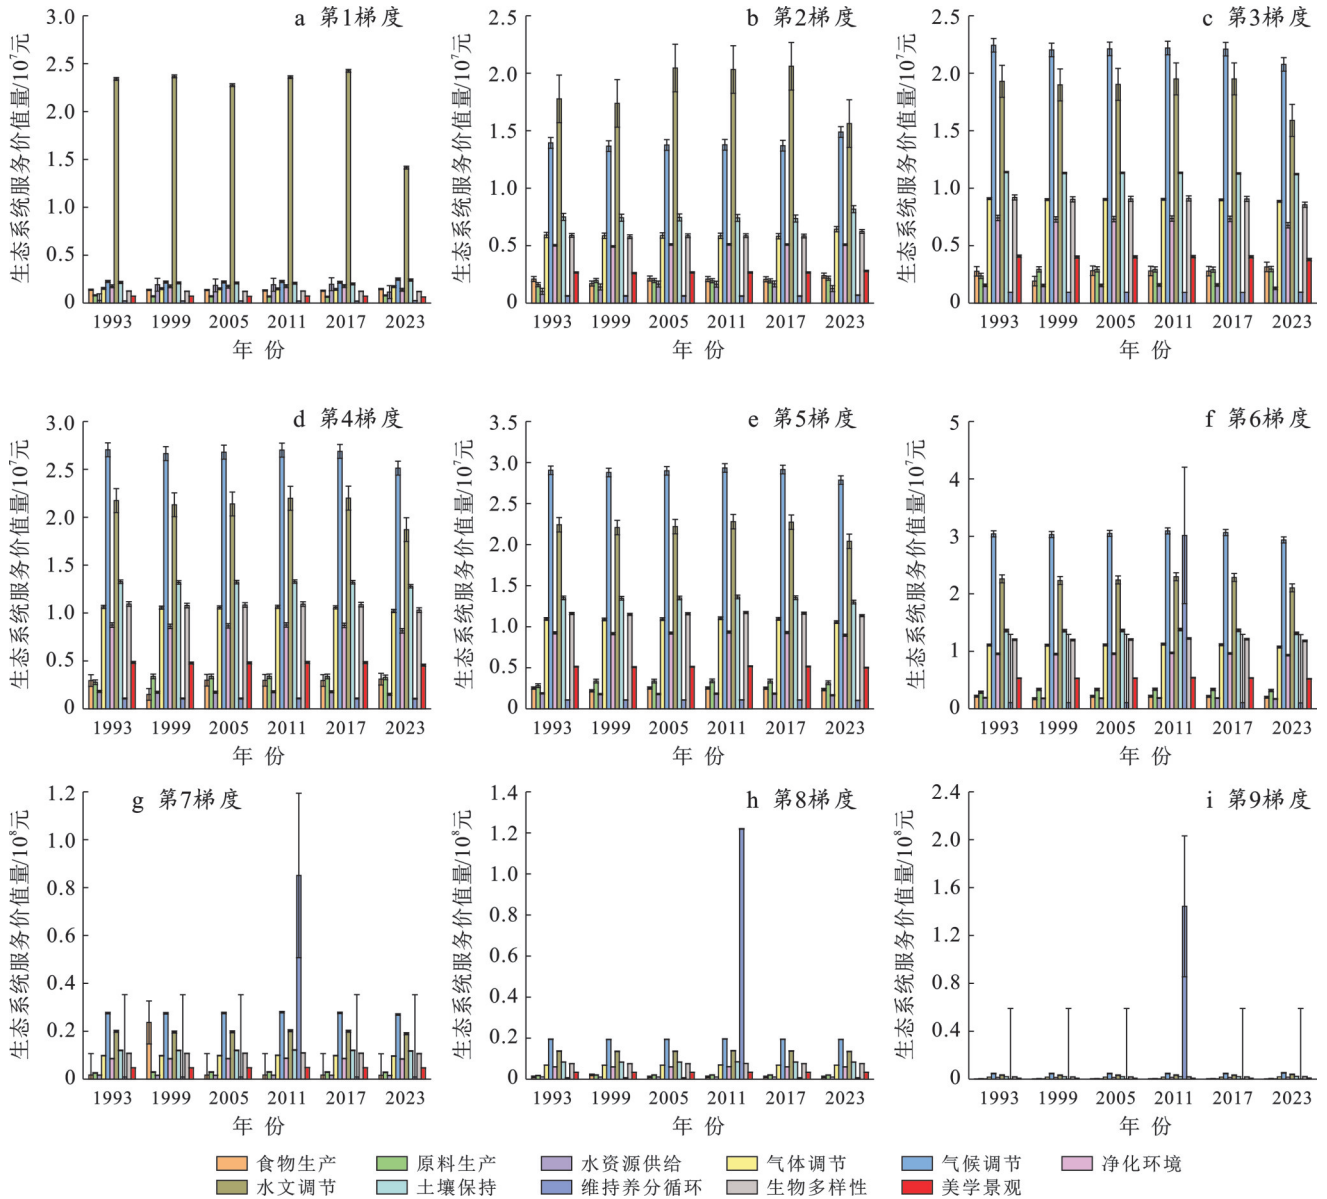 a 第1梯度
生态系统服务价值量/10⁷元
3.0
2.5
2.0
1.5
1.0
0.5
0
1993 1999 2005 2011 2017 2023
年 份
b 第2梯度
生态系统服务价值量/10⁷元
2.5
2.0
1.5
1.0
0.5
0
1993 1999 2005 2011 2017 2023
年 份
c 第3梯度
生态系统服务价值量/10⁷元
2.5
2.0
1.5
1.0
0.5
0
1993 1999 2005 2011 2017 2023
年 份
d 第4梯度
生态系统服务价值量/10⁷元
3.0
2.5
2.0
1.5
1.0
0.5
0
1993 1999 2005 2011 2017 2023
年 份
e 第5梯度
生态系统服务价值量/10⁷元
3.5
3.0
2.5
2.0
1.5
1.0
0.5
0
1993 1999 2005 2011 2017 2023
年 份
f 第6梯度
生态系统服务价值量/10⁷元
5
4
3
2
1
0
1993 1999 2005 2011 2017 2023
年 份
g 第7梯度
生态系统服务价值量/10⁸元
1.2
1.0
0.8
0.6
0.4
0.2
0
1993 1999 2005 2011 2017 2023
年 份
h 第8梯度
生态系统服务价值量/10⁸元
1.4
1.2
1.0
0.8
0.6
0.4
0.2
0
1993 1999 2005 2011 2017 2023
年 份
i 第9梯度
生态系统服务价值量/10⁸元
2.4
2.0
1.6
1.2
0.8
0.4
0
1993 1999 2005 2011 2017 2023
年 份
食物生产 原料生产 水资源供给 气体调节 气候调节 净化环境
水文调节 土壤保持 维持养分循环 生物多样性 美学景观